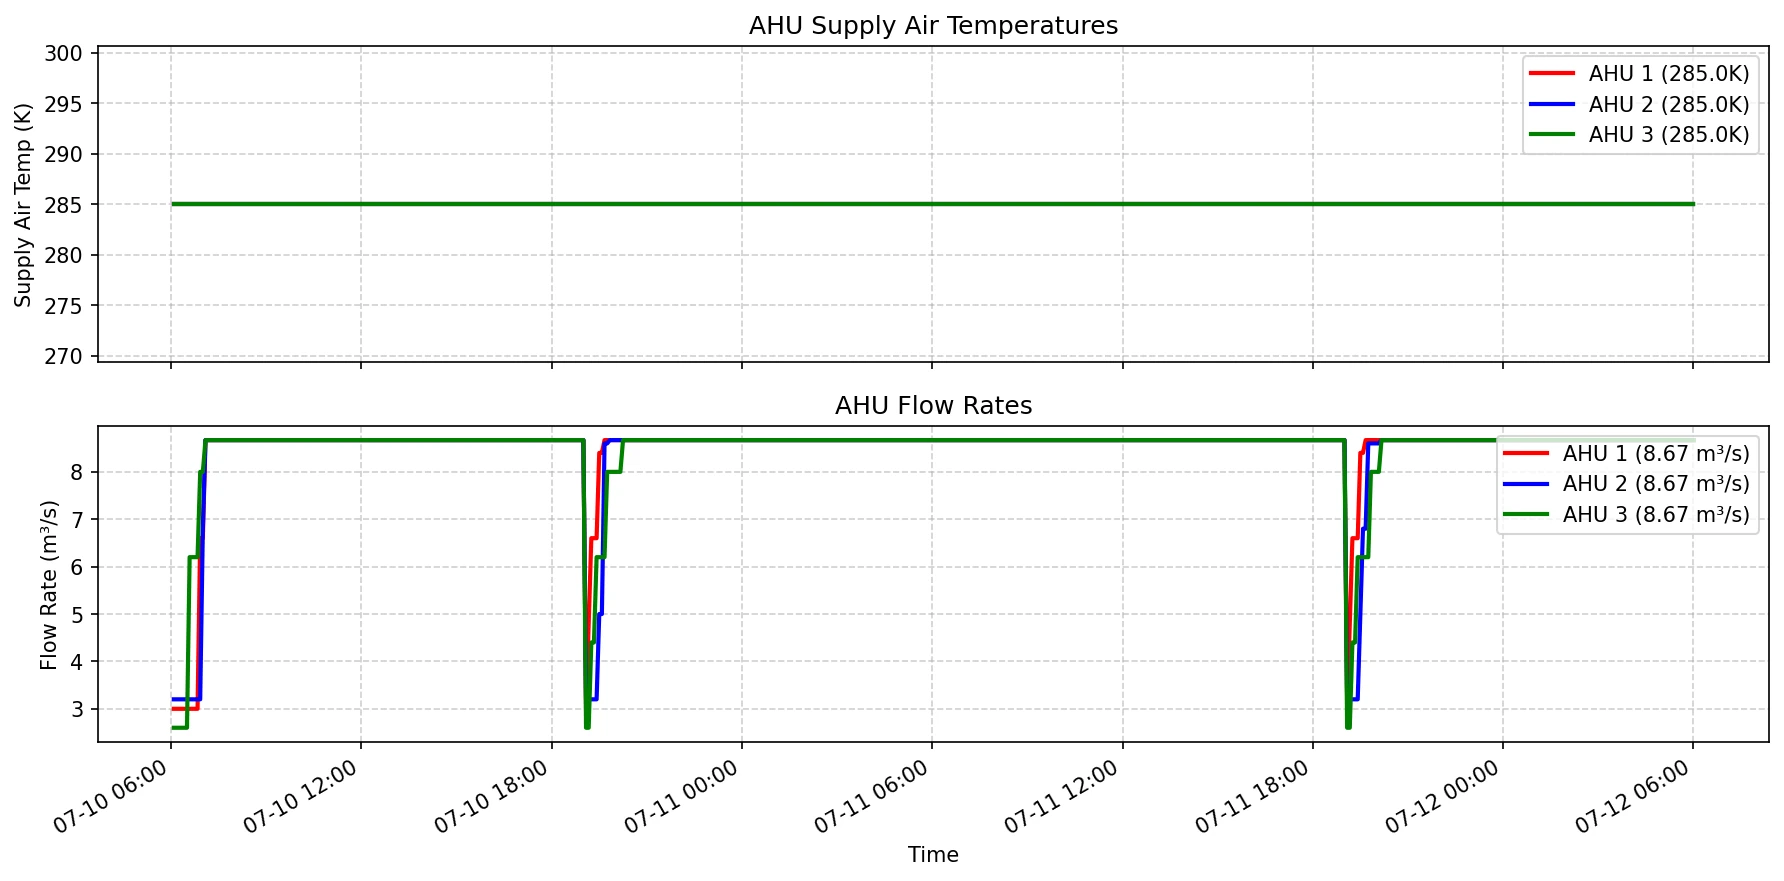 AHU Supply Air Temperatures
Supply Air Temp (K)
300
295
290
285
280
275
270
AHU 1 (285.0K)
AHU 2 (285.0K)
AHU 3 (285.0K)
AHU Flow Rates
Flow Rate (m³/s)
8
7
6
5
4
3
AHU 1 (8.67 m³/s)
AHU 2 (8.67 m³/s)
AHU 3 (8.67 m³/s)
07-10 06:00
07-10 12:00
07-10 18:00
07-11 00:00
07-11 06:00
07-11 12:00
07-11 18:00
07-12 00:00
07-12 06:00
Time